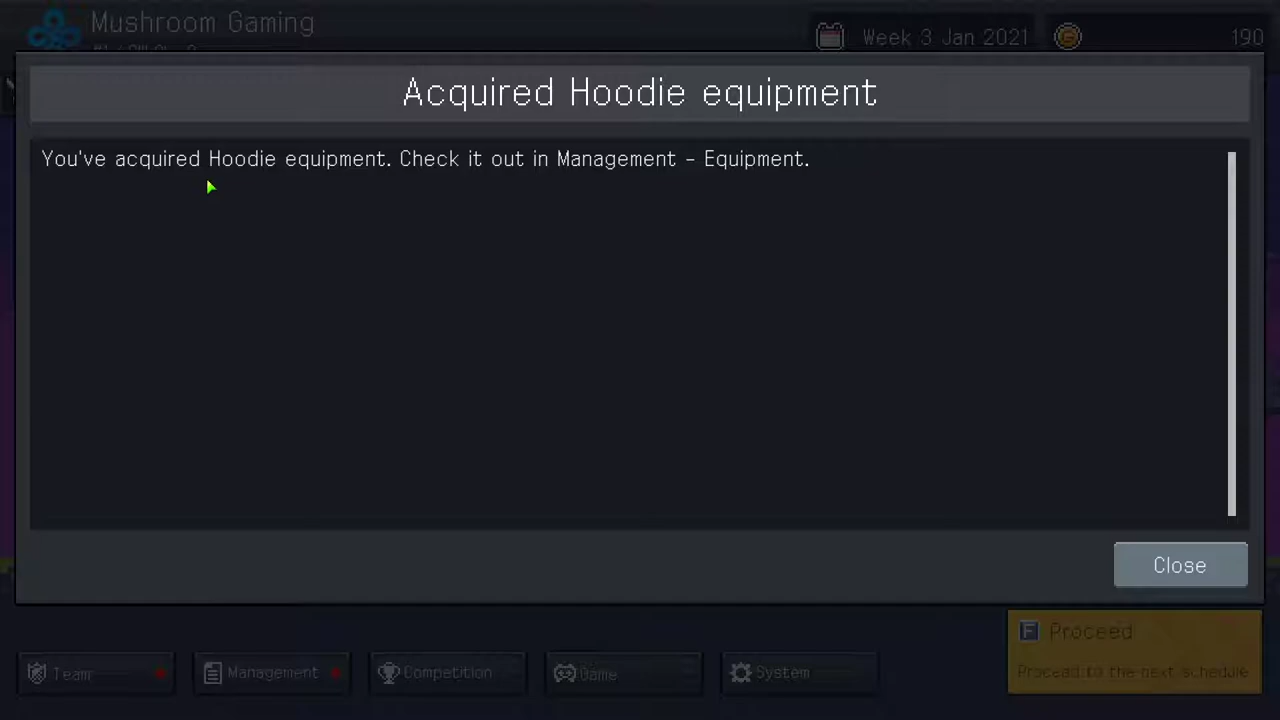 Mushroom Gaming
Week 3 Jan 2021
190
Acquired Hoodie equipment
You've acquired Hoodie equipment. Check it out in Management - Equipment.
Close
F Proceed
Proceed to the next schedule
Team
Management
Competition
Game
System